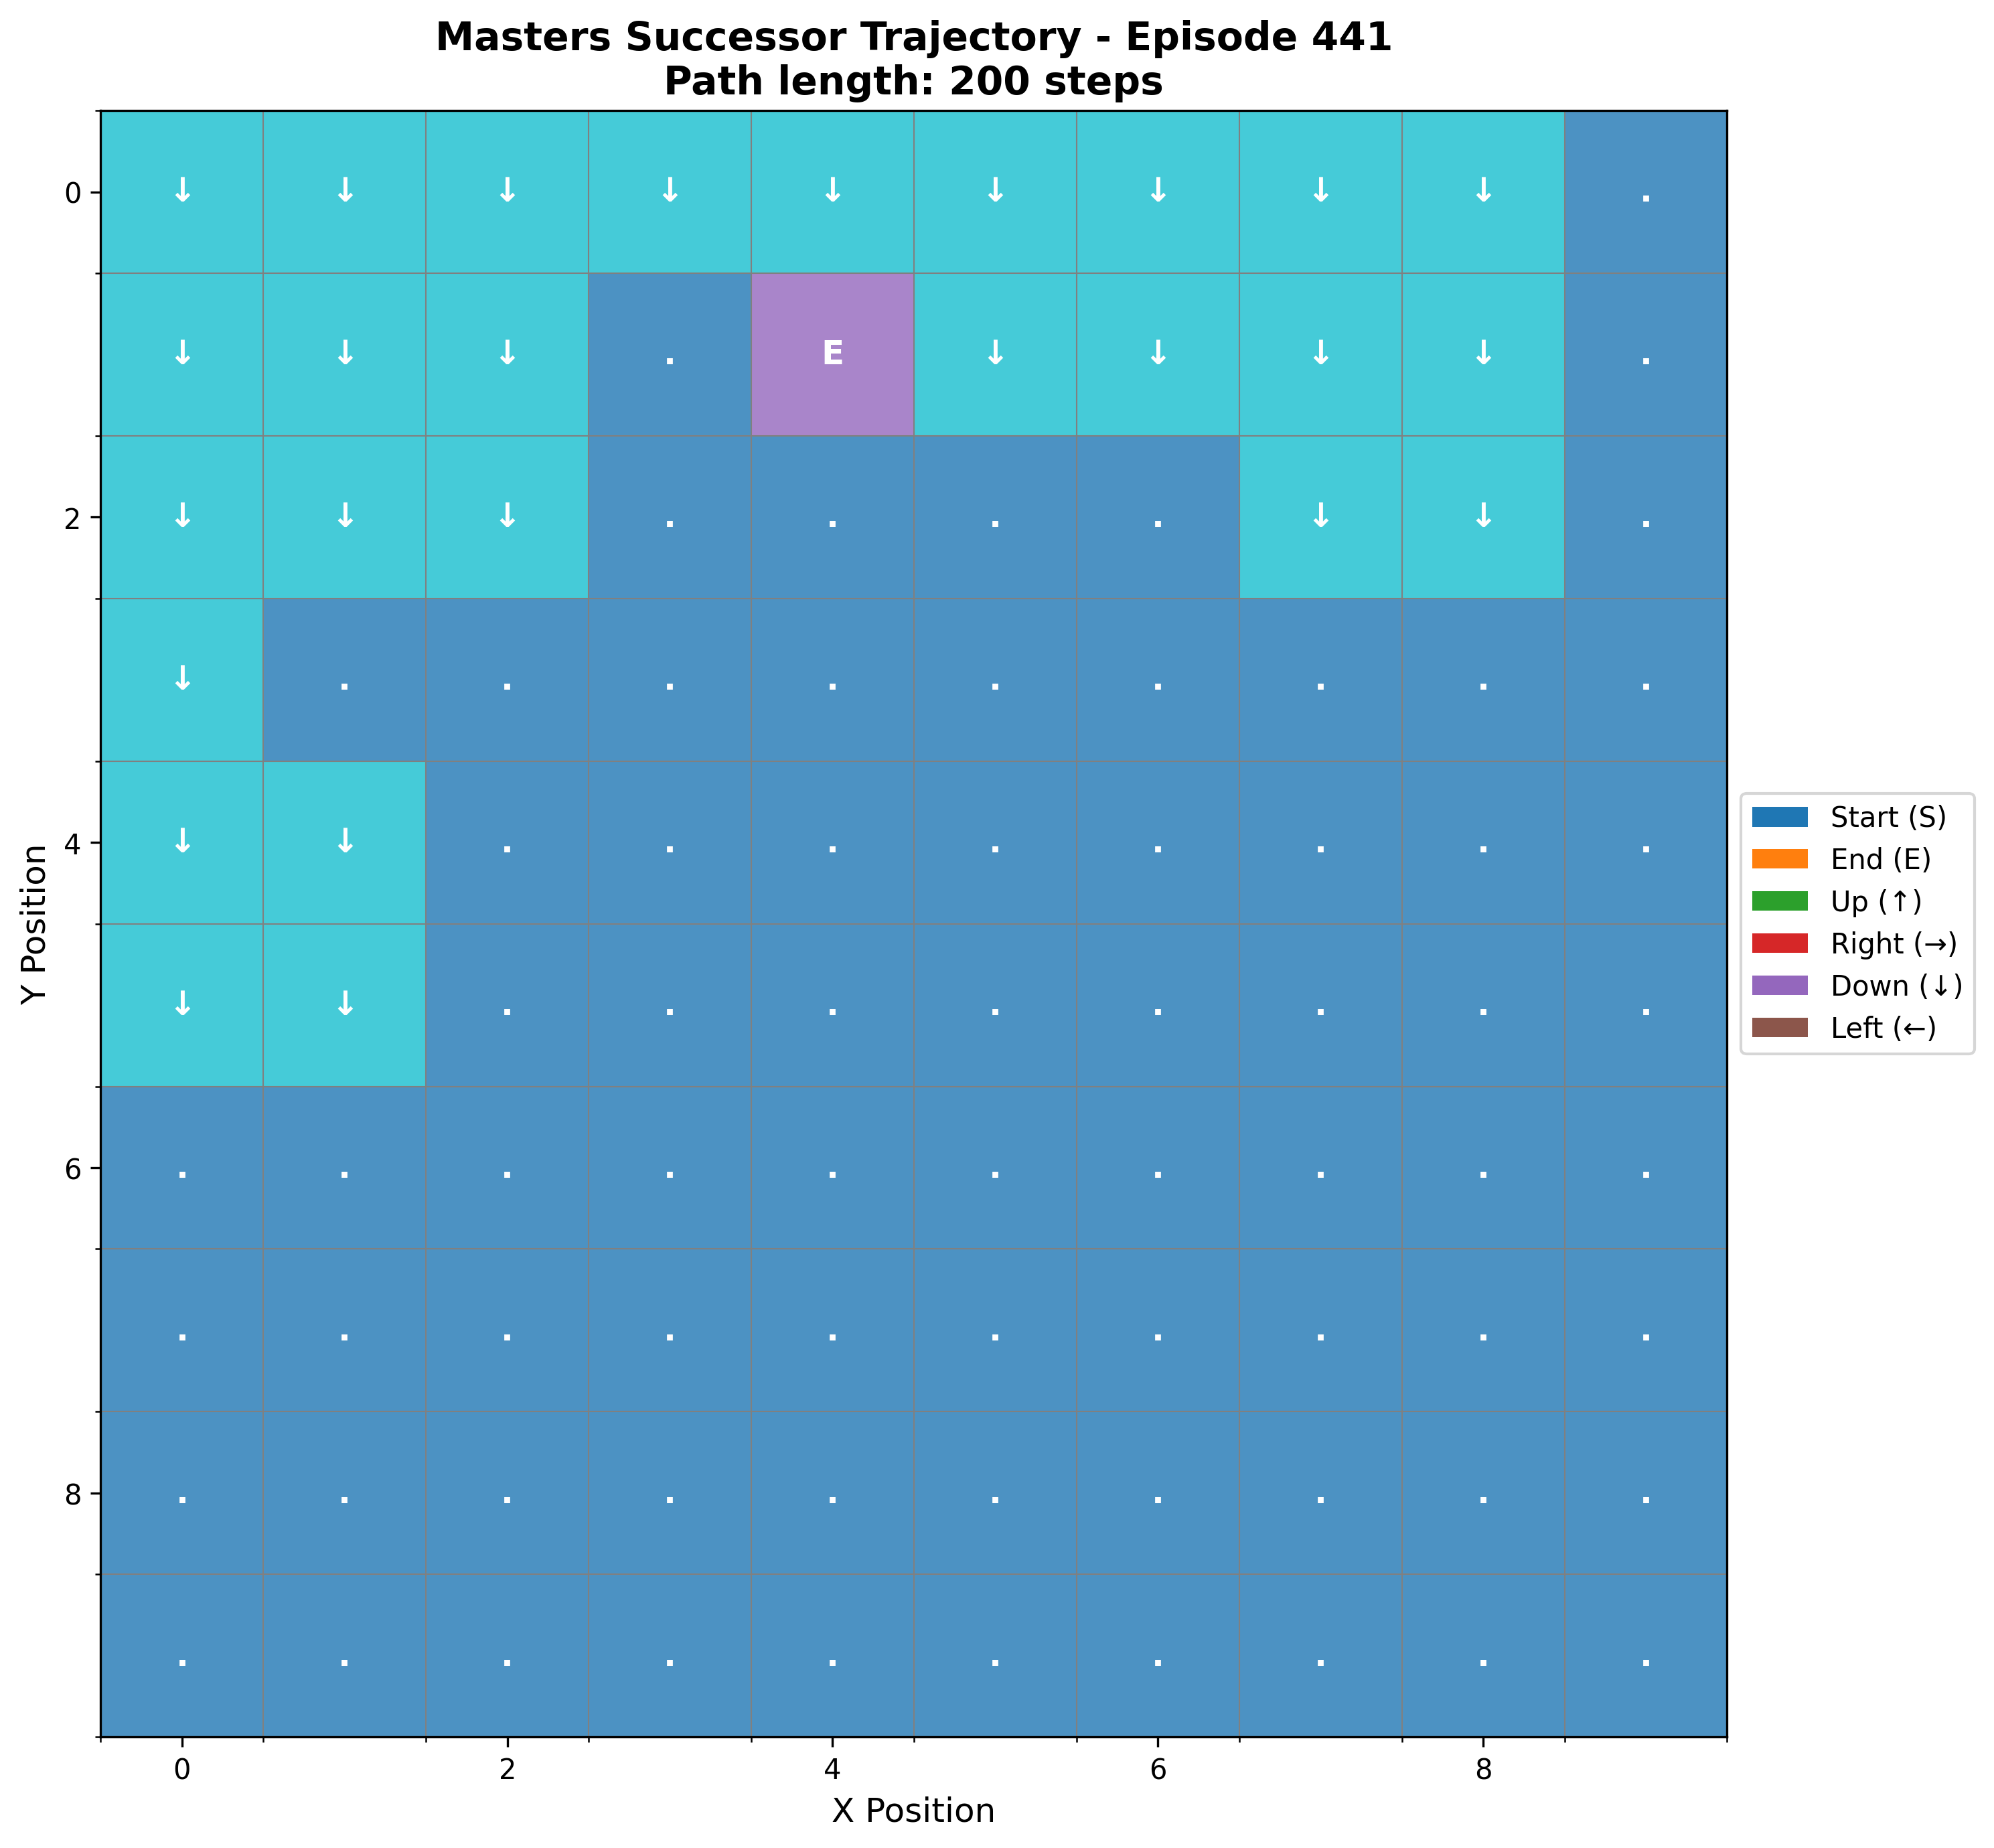 Masters Successor Trajectory - Episode 441
Path length: 200 steps
0 ↓ ↓ ↓ ↓ ↓ ↓ ↓ ↓ ↓ .
↓ ↓ ↓ . E ↓ ↓ ↓ ↓ .
2 ↓ ↓ ↓ . . . . ↓ ↓ .
↓ . . . . . . . . .
4 ↓ ↓ . . . . . . . .
↓ ↓ . . . . . . . .
6 . . . . . . . . . .
. . . . . . . . . .
8 . . . . . . . . . .
. . . . . . . . . .
0 2 4 6 8
X Position
Y Position
Start (S)
End (E)
Up (↑)
Right (→)
Down (↓)
Left (←)